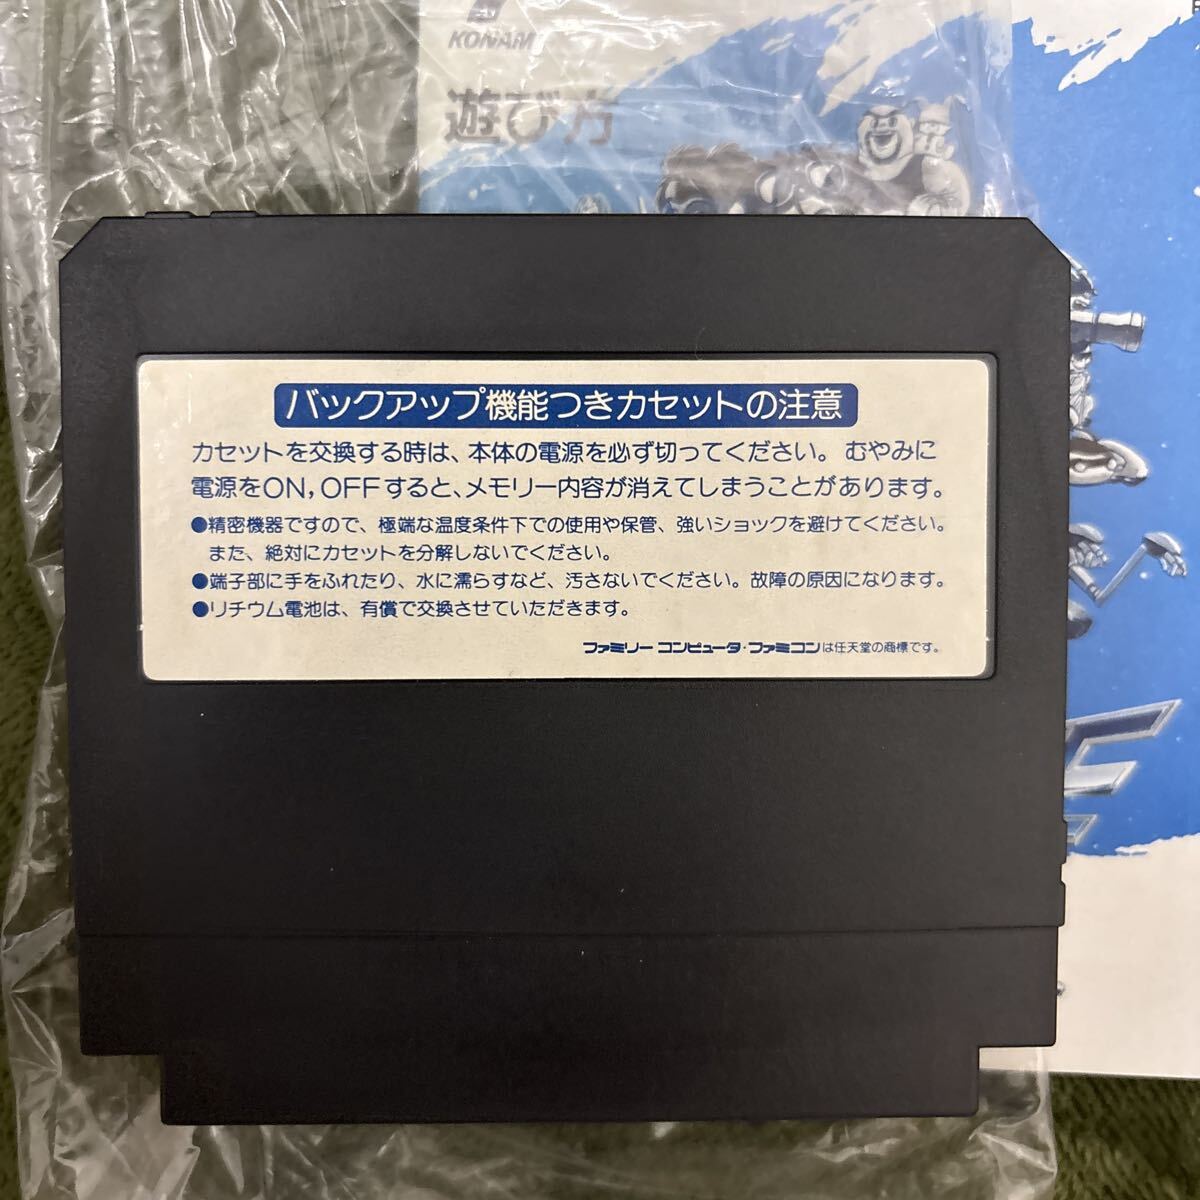 KONAMI
遊び方
バックアップ機能つきカセットの注意
カセットを交換する時は、本体の電源を必ず切ってください。むやみに
電源をON,OFFすると、メモリー内容が消えてしまうことがあります。
●精密機器ですので、極端な温度条件下での使用や保管、強いショックを避けてください。
また、絶対にカセットを分解しないでください。
●端子部に手をふれたり、水に濡らすなど、汚さないでください。故障の原因になります。
●リチウム電池は、有償で交換させていただきます。
ファミリーコンピュータ・ファミコンは任天堂の商標です。